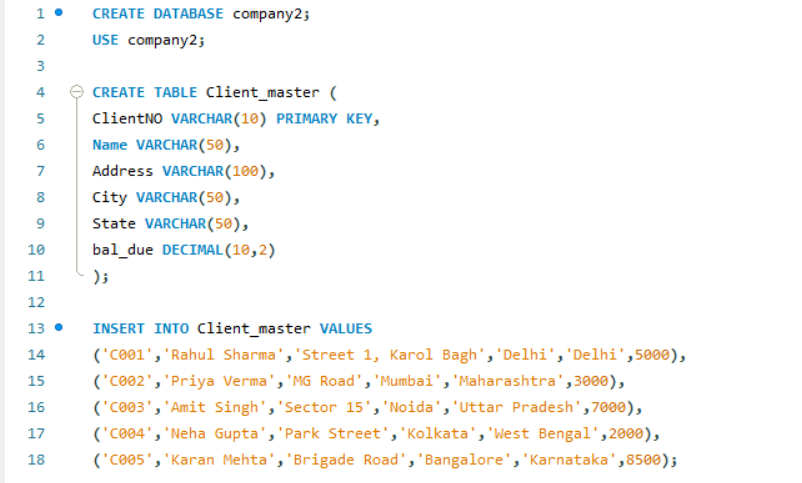 1 CREATE DATABASE company2;
2 USE company2;
3
4 CREATE TABLE Client_master (
5 ClientNO VARCHAR(10) PRIMARY KEY,
6 Name VARCHAR(50),
7 Address VARCHAR(100),
8 City VARCHAR(50),
9 State VARCHAR(50),
10 bal_due DECIMAL(10,2)
11 );
12
13 INSERT INTO Client_master VALUES
14 ('C001','Rahul Sharma','Street 1, Karol Bagh','Delhi','Delhi',5000),
15 ('C002','Priya Verma','MG Road','Mumbai','Maharashtra',3000),
16 ('C003','Amit Singh','Sector 15','Noida','Uttar Pradesh',7000),
17 ('C004','Neha Gupta','Park Street','Kolkata','West Bengal',2000),
18 ('C005','Karan Mehta','Brigade Road','Bangalore','Karnataka',8500);